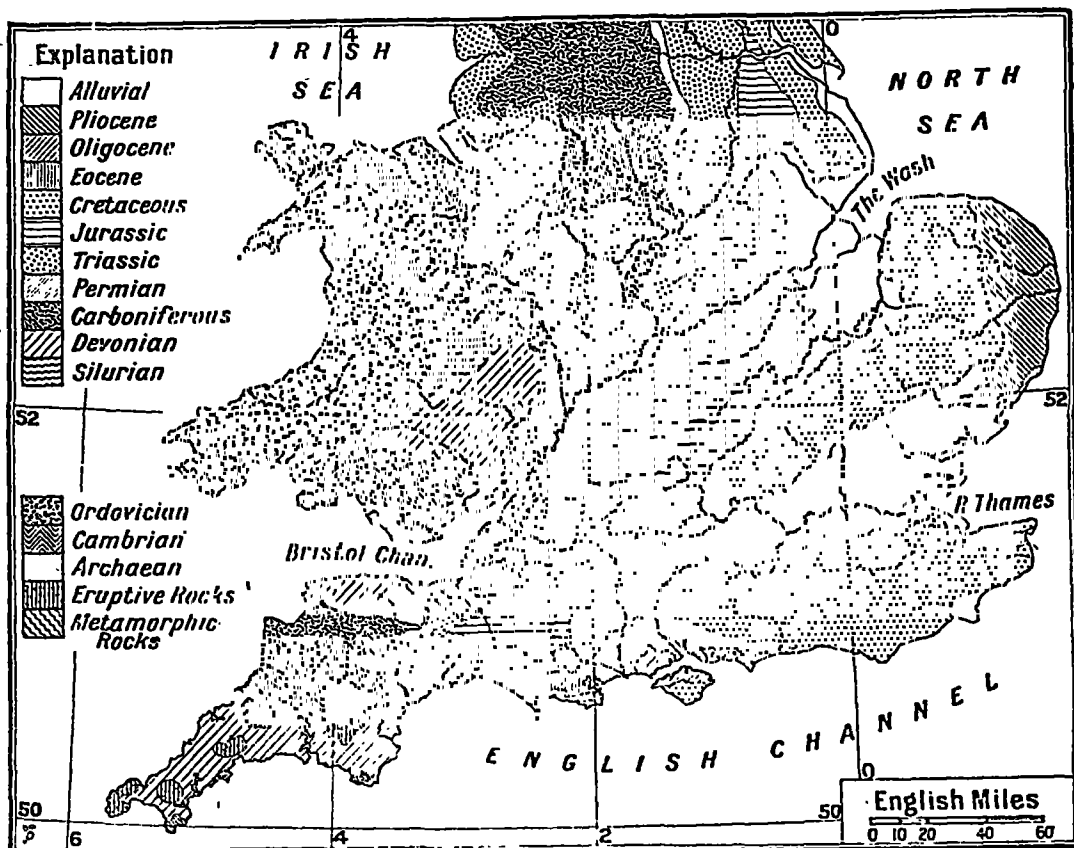 Explanation
Alluvial
Pliocene
Oligocene
Eocene
Cretaceous
Jurassic
Triassic
Permian
Carboniferous
Devonian
Silurian
Ordovician
Cambrian
Archaean
Eruptive Rocks
Metamorphic
Rocks
4
IRISH
SEA
0
NORTH
SEA
The Wash
52
52
R Thames
Bristol Chan.
ENGLISH CHANNEL
50
6
4
2
50
0
English Miles
0 10 20 40 60